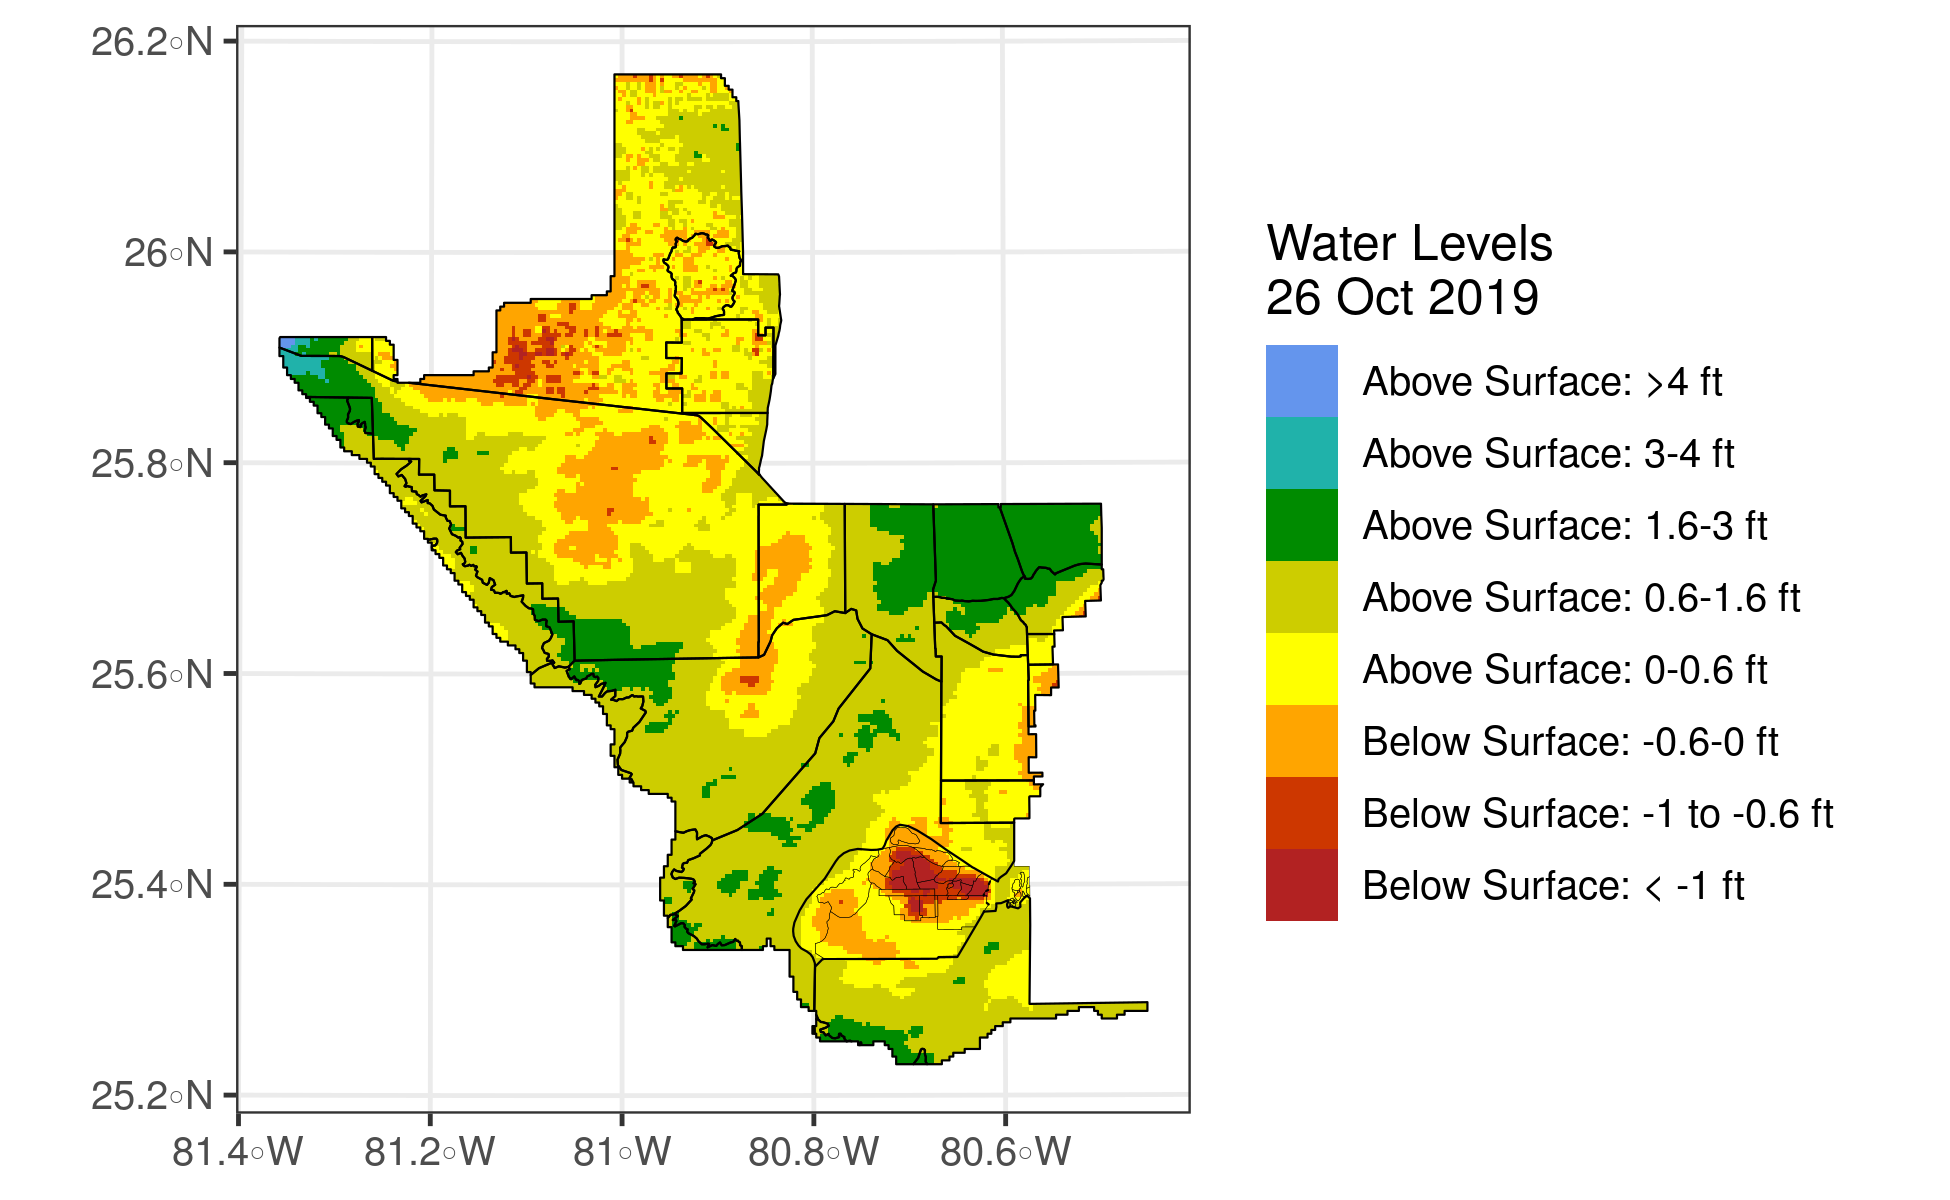 26.2◦N
26◦N
25.8◦N
25.6◦N
25.4◦N
25.2◦N
81.4◦W
81.2◦W
81◦W
80.8◦W
80.6◦W
Water Levels
26 Oct 2019
Above Surface: >4 ft
Above Surface: 3-4 ft
Above Surface: 1.6-3 ft
Above Surface: 0.6-1.6 ft
Above Surface: 0-0.6 ft
Below Surface: -0.6-0 ft
Below Surface: -1 to -0.6 ft
Below Surface: < -1 ft